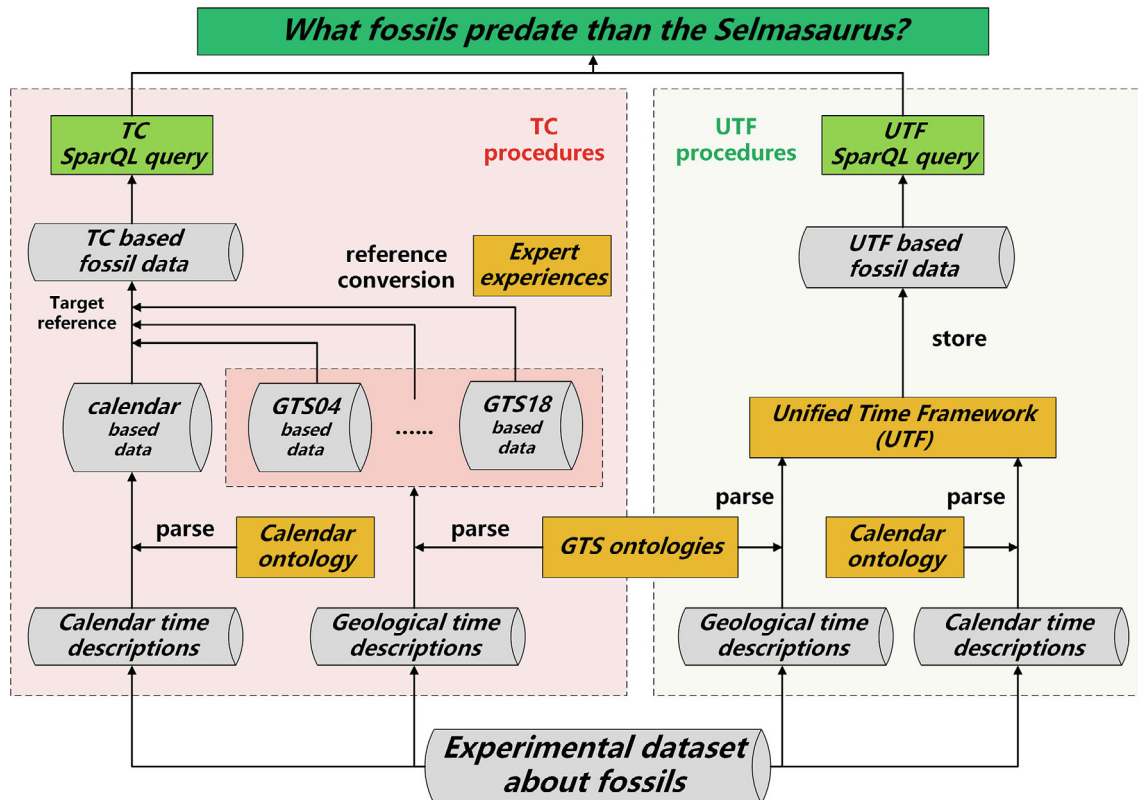 What fossils predate than the Selmasaurus?
TC
SparQL query
TC
procedures
UTF
procedures
UTF
SparQL query
TC based
fossil data
reference
conversion
Expert
experiences
UTF based
fossil data
Target
reference
store
calendar
based
data
GTS04
based
data
......
GTS18
based
data
Unified Time Framework
(UTF)
parse
Calendar
ontology
parse
GTS ontologies
parse
Calendar
ontology
parse
Calendar time
descriptions
Geological time
descriptions
Geological time
descriptions
Calendar time
descriptions
Experimental dataset
about fossils